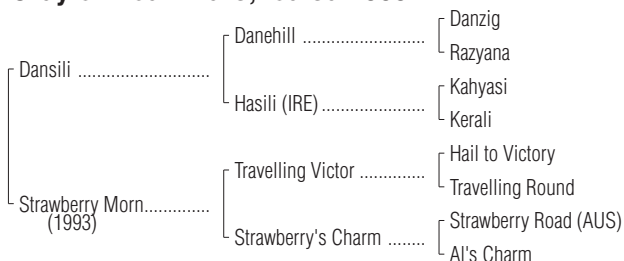 Danzig
Danehill
Razyana
Dansili
Kahyasi
Hasili (IRE)
Kerali
Hail to Victory
Travelling Victor
Travelling Round
Strawberry Morn
(1993)
Strawberry Road (AUS)
Strawberry's Charm
Al's Charm